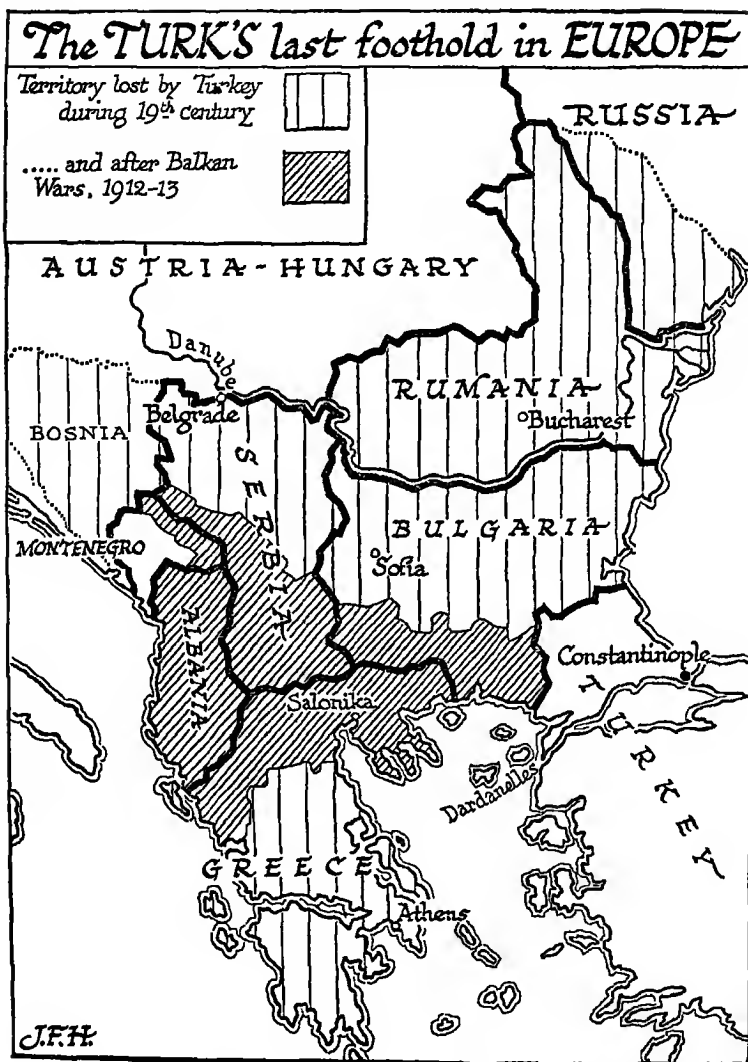 The TURK'S last foothold in EUROPE
Territory lost by Turkey
during 19th century
..... and after Balkan
Wars, 1912-13
RUSSIA
AUSTRIA-HUNGARY
Danube
RUMANIA
Belgrade
Bucharest
BOSNIA
SERBIA
BULGARIA
MONTENEGRO
Sofia
ALBANIA
Constantinople
Salonika
TURKEY
Dardanelles
GREECE
Athens
J.F.H.